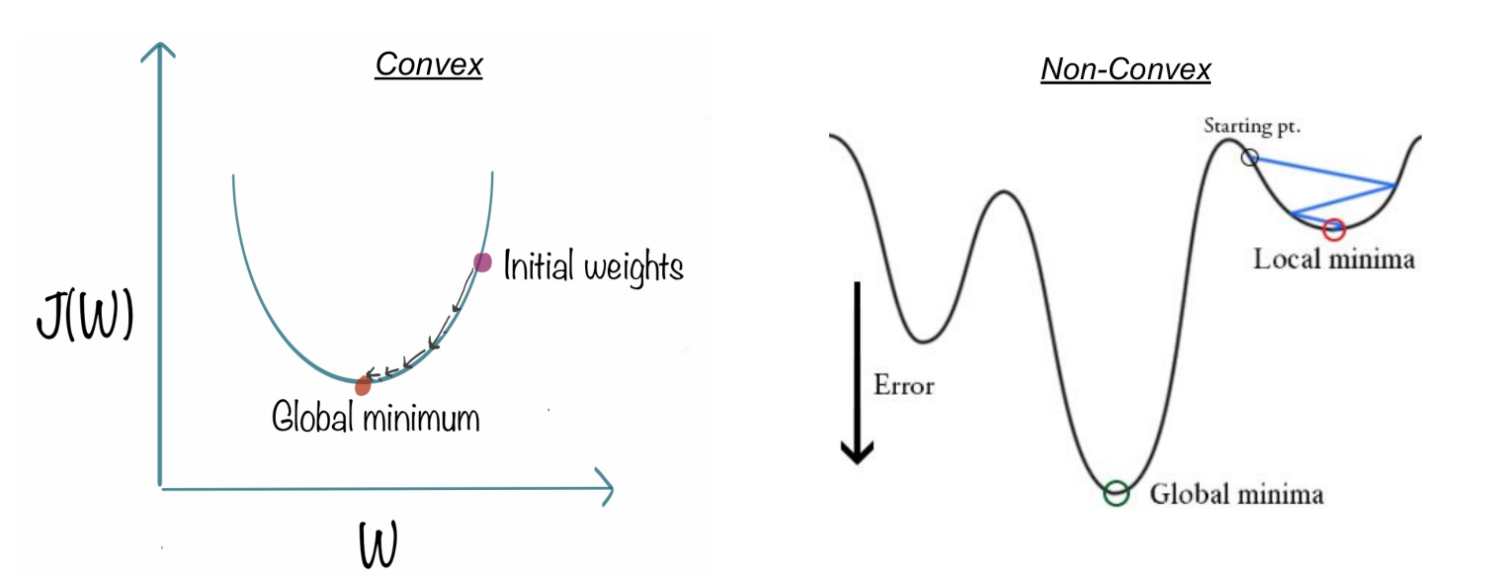 Convex
J(W)
Initial weights
Global minimum
W
Non-Convex
Starting pt.
Local minima
Error
Global minima